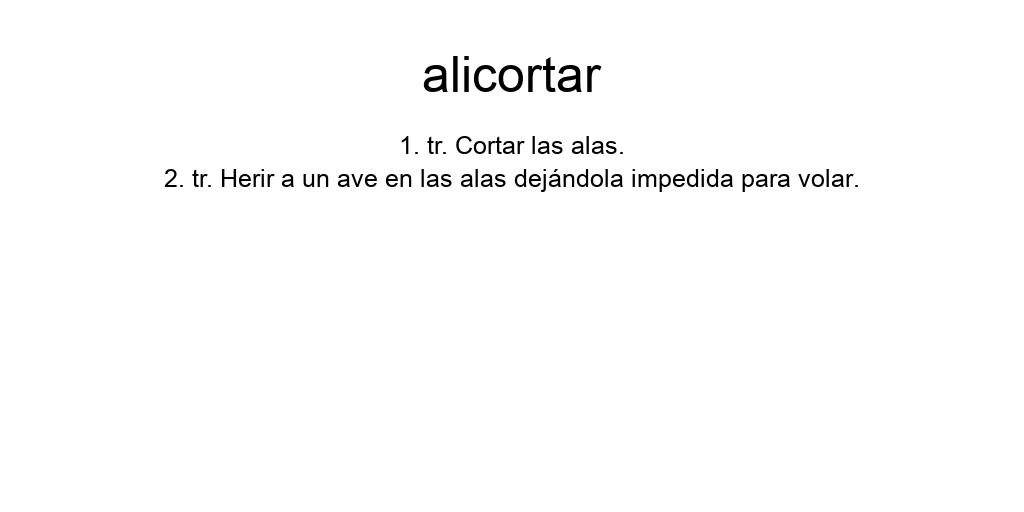 alicortar
1. tr. Cortar las alas.
2. tr. Herir a un ave en las alas dejándola impedida para volar.